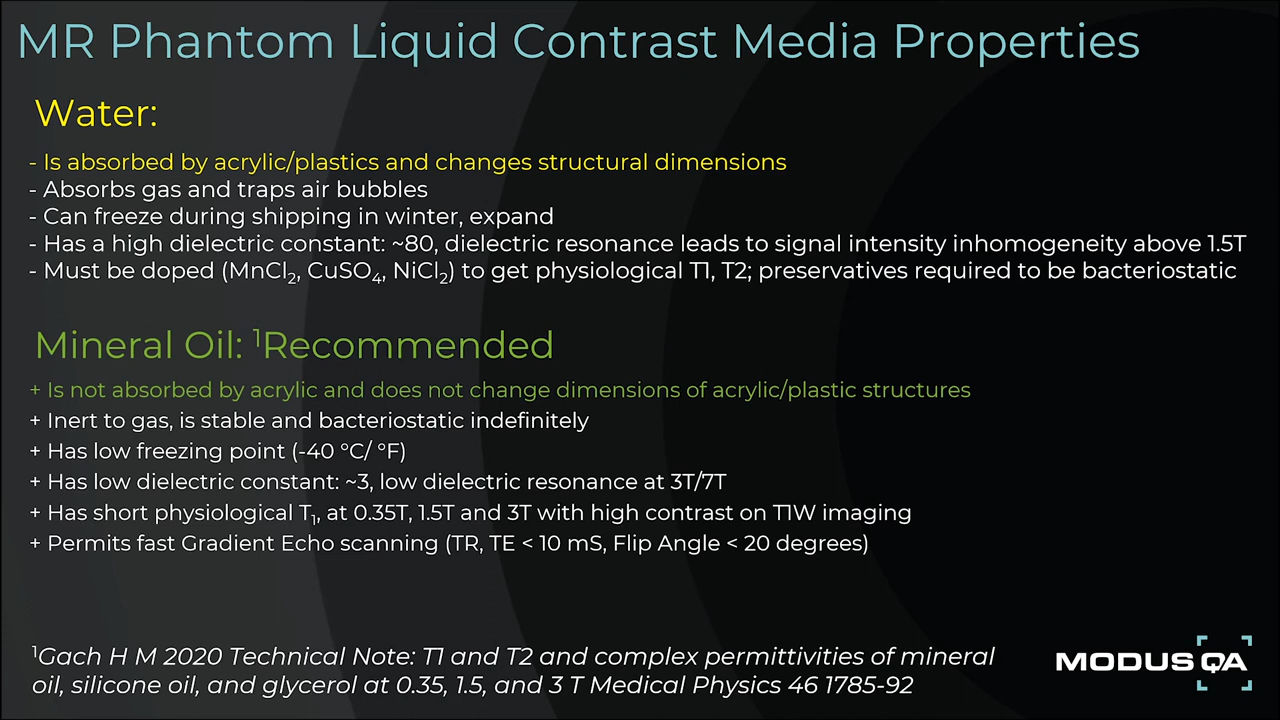 MR Phantom Liquid Contrast Media Properties
Water:
- Is absorbed by acrylic/plastics and changes structural dimensions
- Absorbs gas and traps air bubbles
- Can freeze during shipping in winter, expand
- Has a high dielectric constant: ~80, dielectric resonance leads to signal intensity inhomogeneity above 1.5T
- Must be doped (MnCl₂, CuSO₄, NiCl₂) to get physiological T1, T2; preservatives required to be bacteriostatic
Mineral Oil: ¹Recommended
+ Is not absorbed by acrylic and does not change dimensions of acrylic/plastic structures
+ Inert to gas, is stable and bacteriostatic indefinitely
+ Has low freezing point (-40 °C/ °F)
+ Has low dielectric constant: ~3, low dielectric resonance at 3T/7T
+ Has short physiological T₁, at 0.35T, 1.5T and 3T with high contrast on T1W imaging
+ Permits fast Gradient Echo scanning (TR, TE < 10 mS, Flip Angle < 20 degrees)
¹Gach H M 2020 Technical Note: T1 and T2 and complex permittivities of mineral
oil, silicone oil, and glycerol at 0.35, 1.5, and 3 T Medical Physics 46 1785-92
MODUS QA